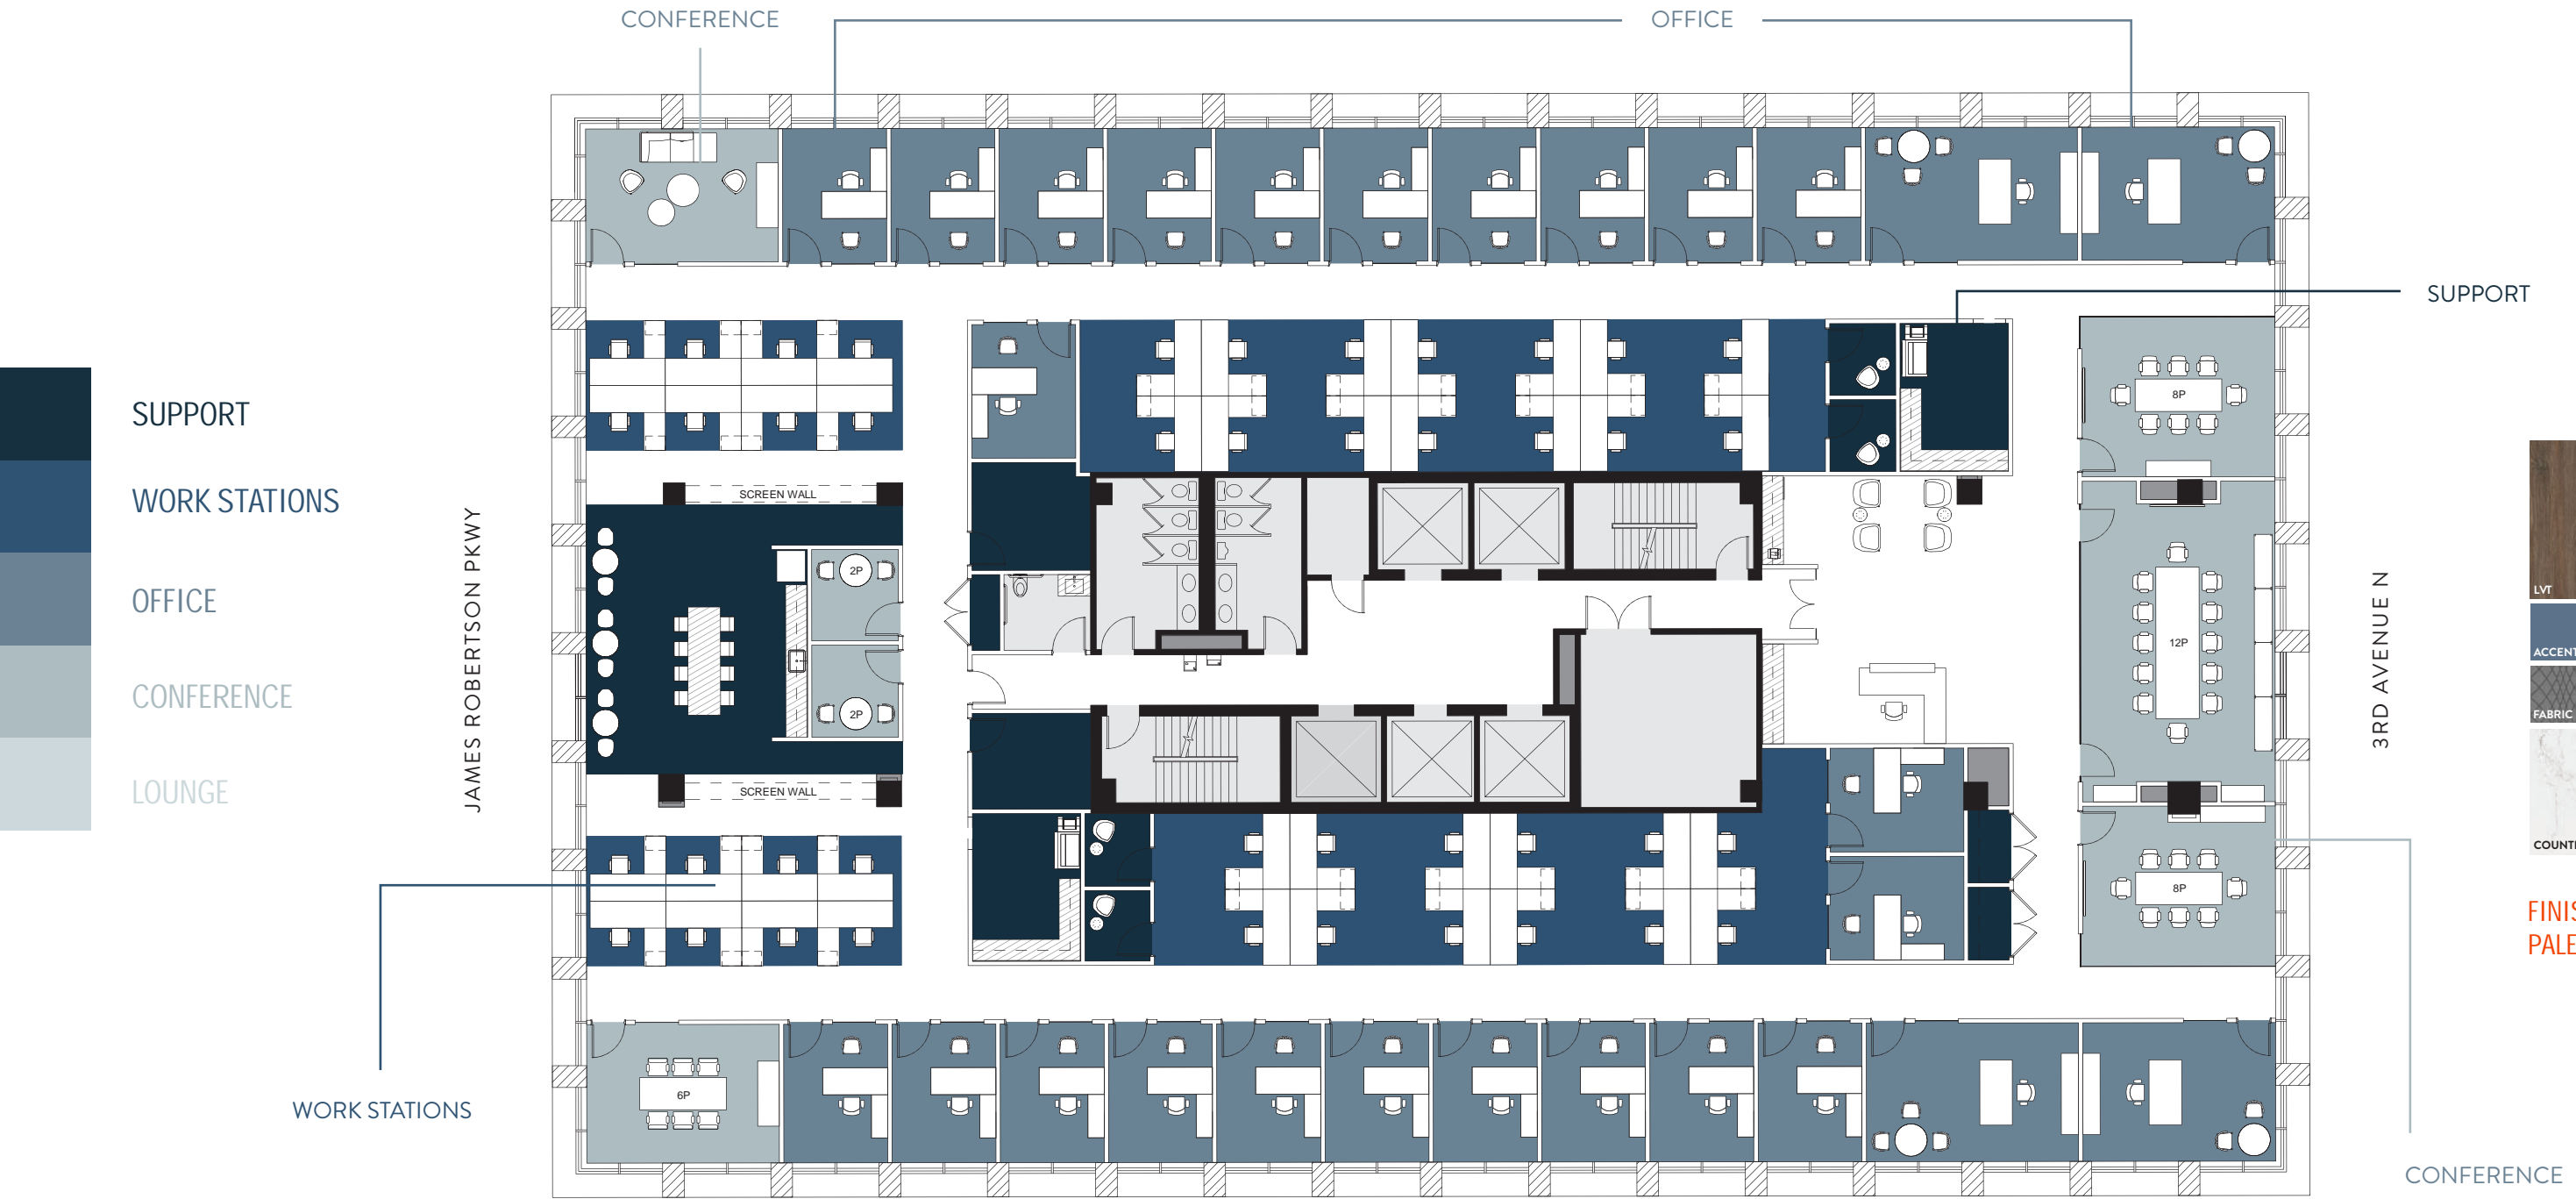 CONFERENCE
OFFICE
SUPPORT
SUPPORT
WORK STATIONS
OFFICE
CONFERENCE
LOUNGE
JAMES ROBERTSON PKWY
SCREEN WALL
2P
2P
SCREEN WALL
8P
12P
8P
6P
3RD AVENUE N
LVT
ACCENT
FABRIC
WORK STATIONS
CONFERENCE